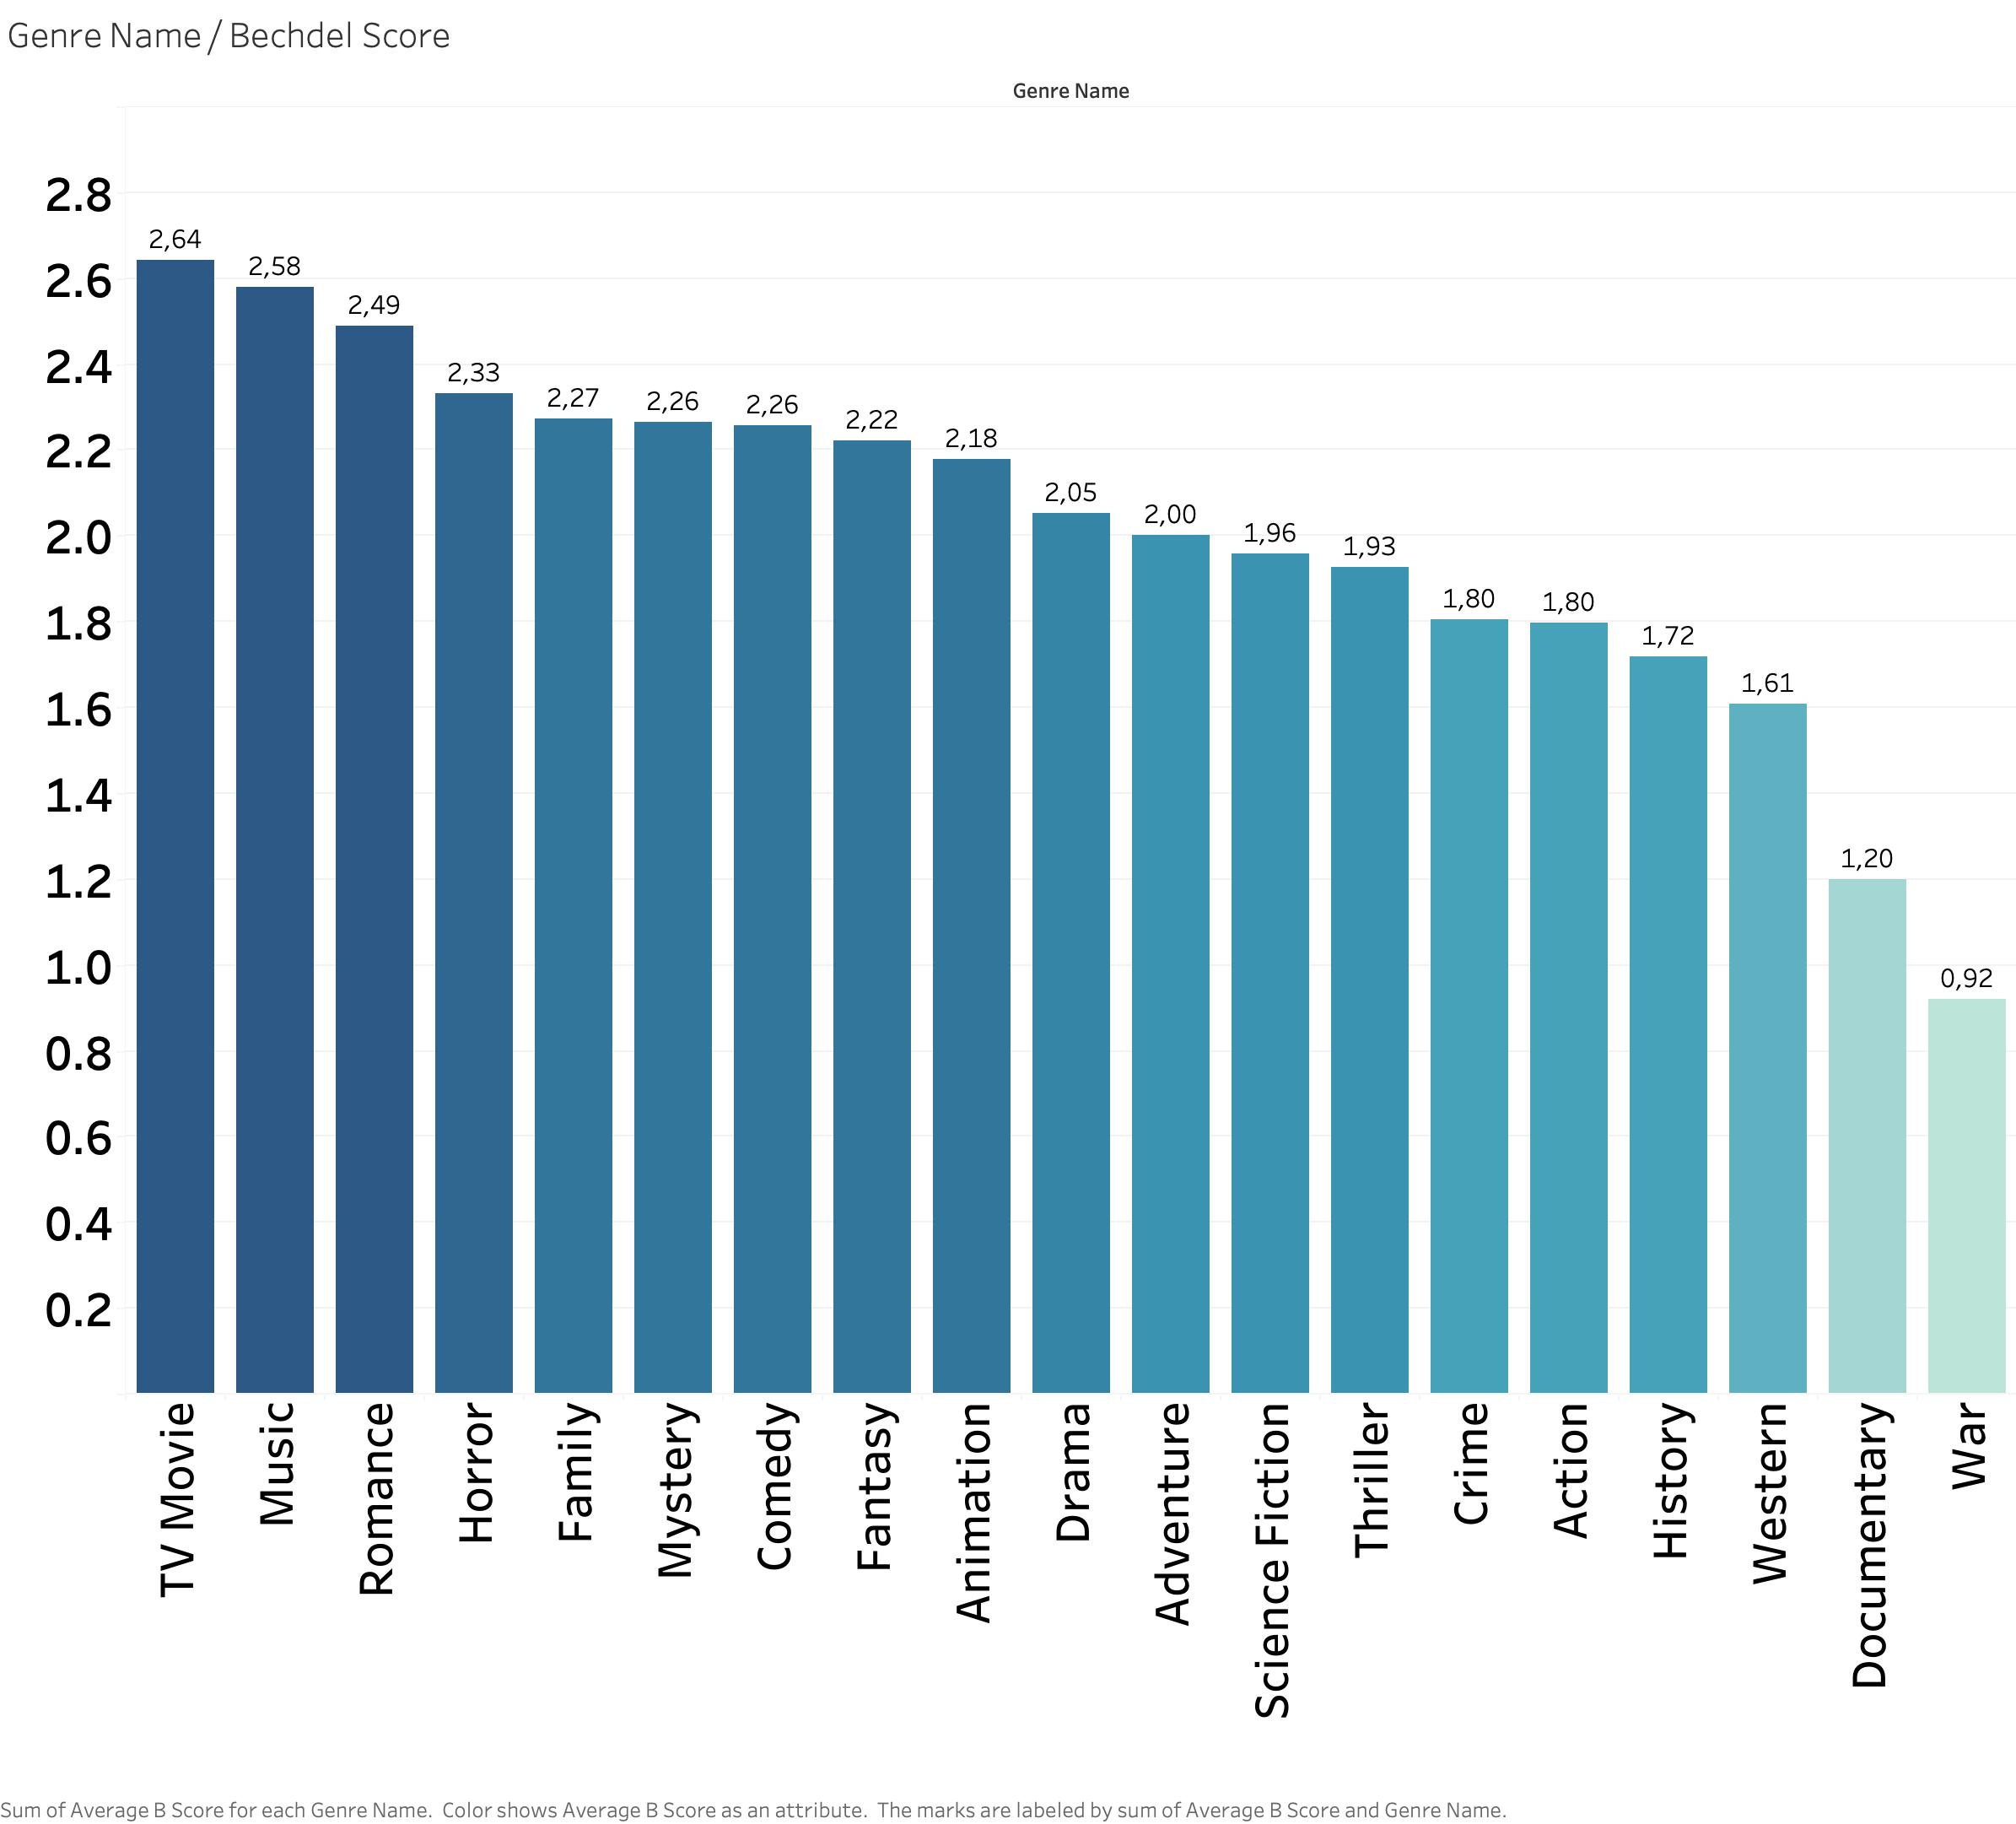 Genre Name / Bechdel Score
Genre Name
2.8
2.6
2.4
2.2
2.0
1.8
1.6
1.4
1.2
1.0
0.8
0.6
0.4
0.2
2,64
2,58
2,49
2,33
2,27
2,26
2,26
2,22
2,18
2,05
2,00
1,96
1,93
1,80
1,80
1,72
1,61
1,20
0,92
TV Movie
Music
Romance
Horror
Family
Mystery
Comedy
Fantasy
Animation
Drama
Adventure
Science Fiction
Thriller
Crime
Action
History
Western
Documentary
War
Sum of Average B Score for each Genre Name.  Color shows Average B Score as an attribute.  The marks are labeled by sum of Average B Score and Genre Name.